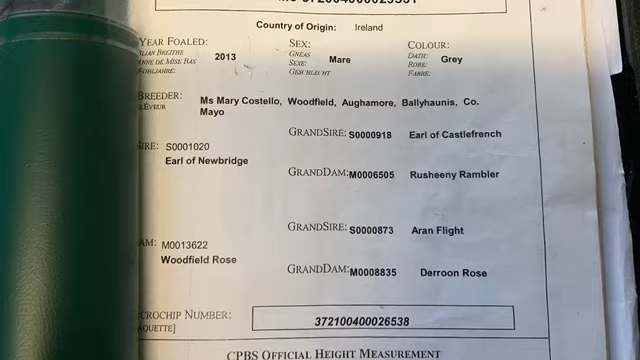 Country of Origin: Ireland
YEAR FOALED: 2013 SEX: Mare COLOUR: Grey
BLIAIN BREITHE GNÉAS DATH:
ANNE DE MISE BAS SEXE: ROBE:
FOHLJAHRE: GESCHLECHT FARBE:
BREEDER: Ms Mary Costello, Woodfield, Aughamore, Ballyhaunis, Co.
Mayo
GRANDSIRE: S0000918 Earl of Castlefrench
IRE: S0001020
Earl of Newbridge
GRANDDAM: M0006505 Rusheeny Rambler
GRANDSIRE: S0000873 Aran Flight
AM: M0013622
Woodfield Rose
GRANDDAM: M0008835 Derroon Rose
CROCHIP NUMBER: 372100400026538
AQUETTE]
CPBS OFFICIAL HEIGHT MEASUREMENT